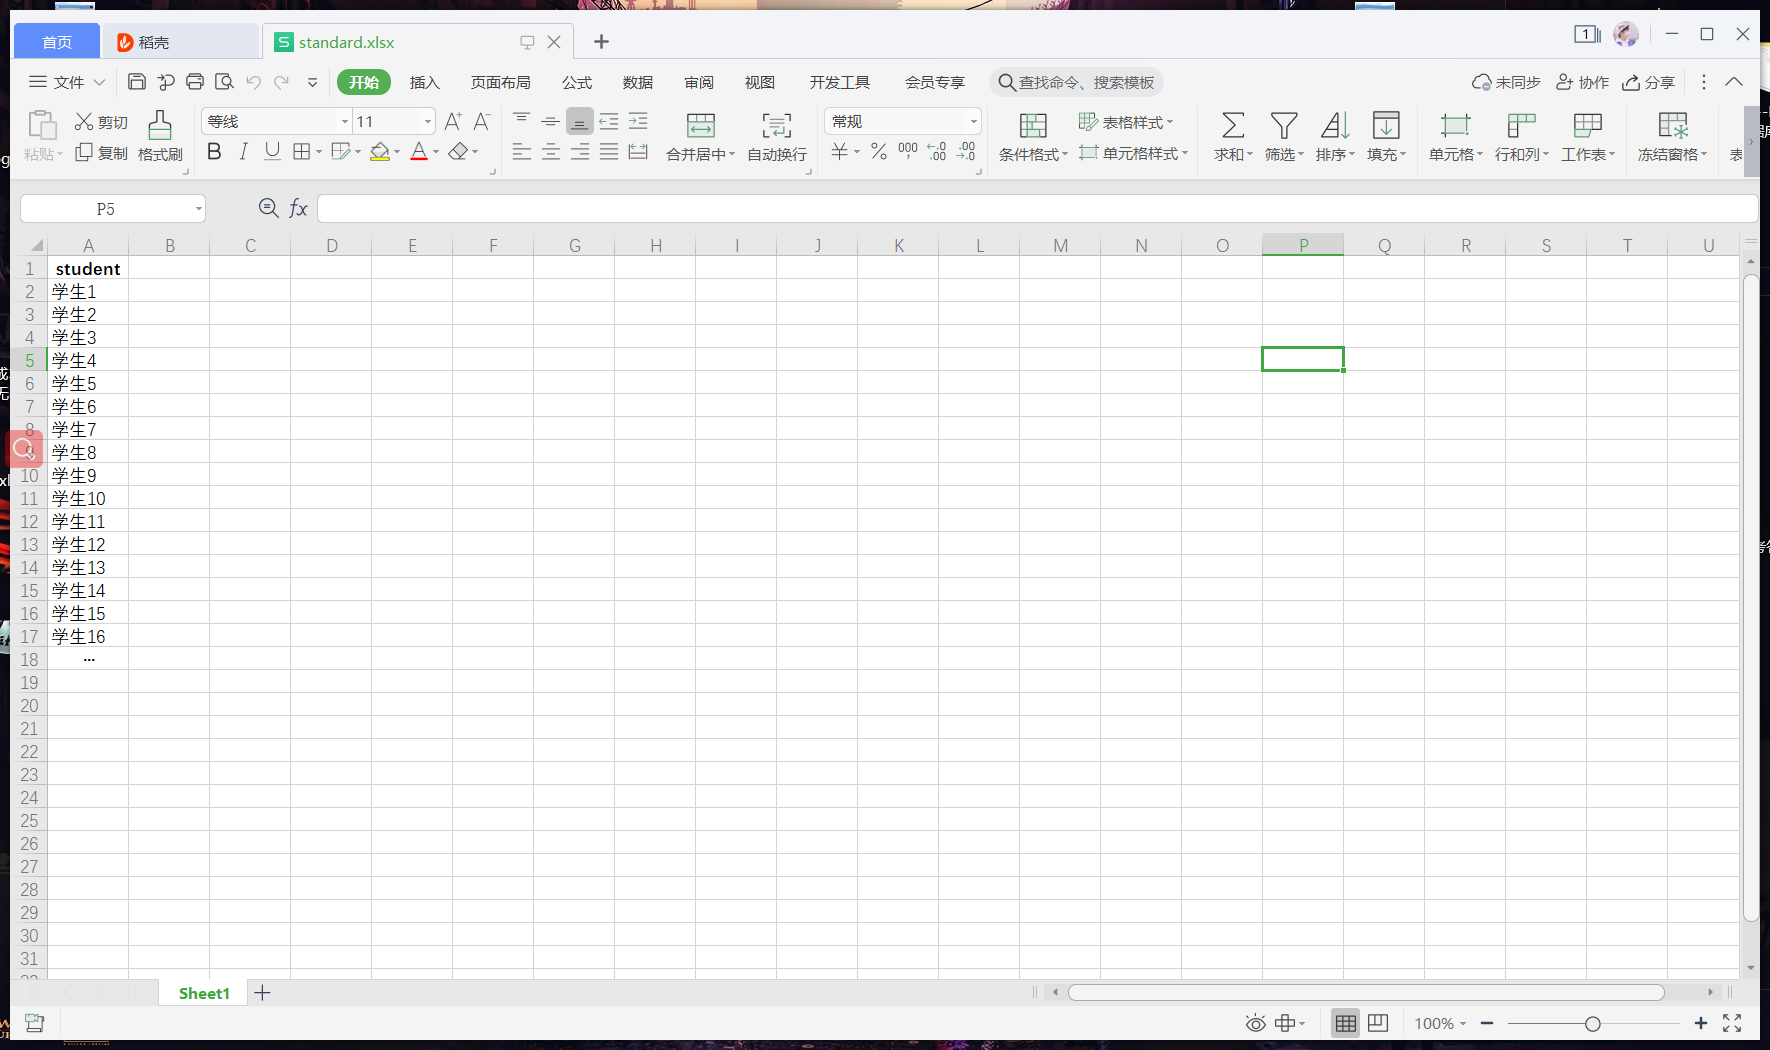 首页 稻壳 S standard.xlsx 1
文件 开始 插入 页面布局 公式 数据 审阅 视图 开发工具 会员专享 查找命令、搜索模板 未同步 协作 分享
粘贴 剪切 等线 11 A+ A- 常规 表格样式
复制 格式刷 B I U A 合并居中 自动换行 ¥ % 000 ←.0 .00 .00 →.0 条件格式 单元格样式 求和 筛选 排序 填充 单元格 行和列 工作表 冻结窗格 表
P5 fx
A B C D E F G H I J K L M N O P Q R S T U
1 student
2 学生1
3 学生2
4 学生3
5 学生4
6 学生5
7 学生6
8 学生7
9 学生8
10 学生9
11 学生10
12 学生11
13 学生12
14 学生13
15 学生14
16 学生15
17 学生16
18 ...
19
20
21
22
23
24
25
26
27
28
29
30
31
Sheet1
100%